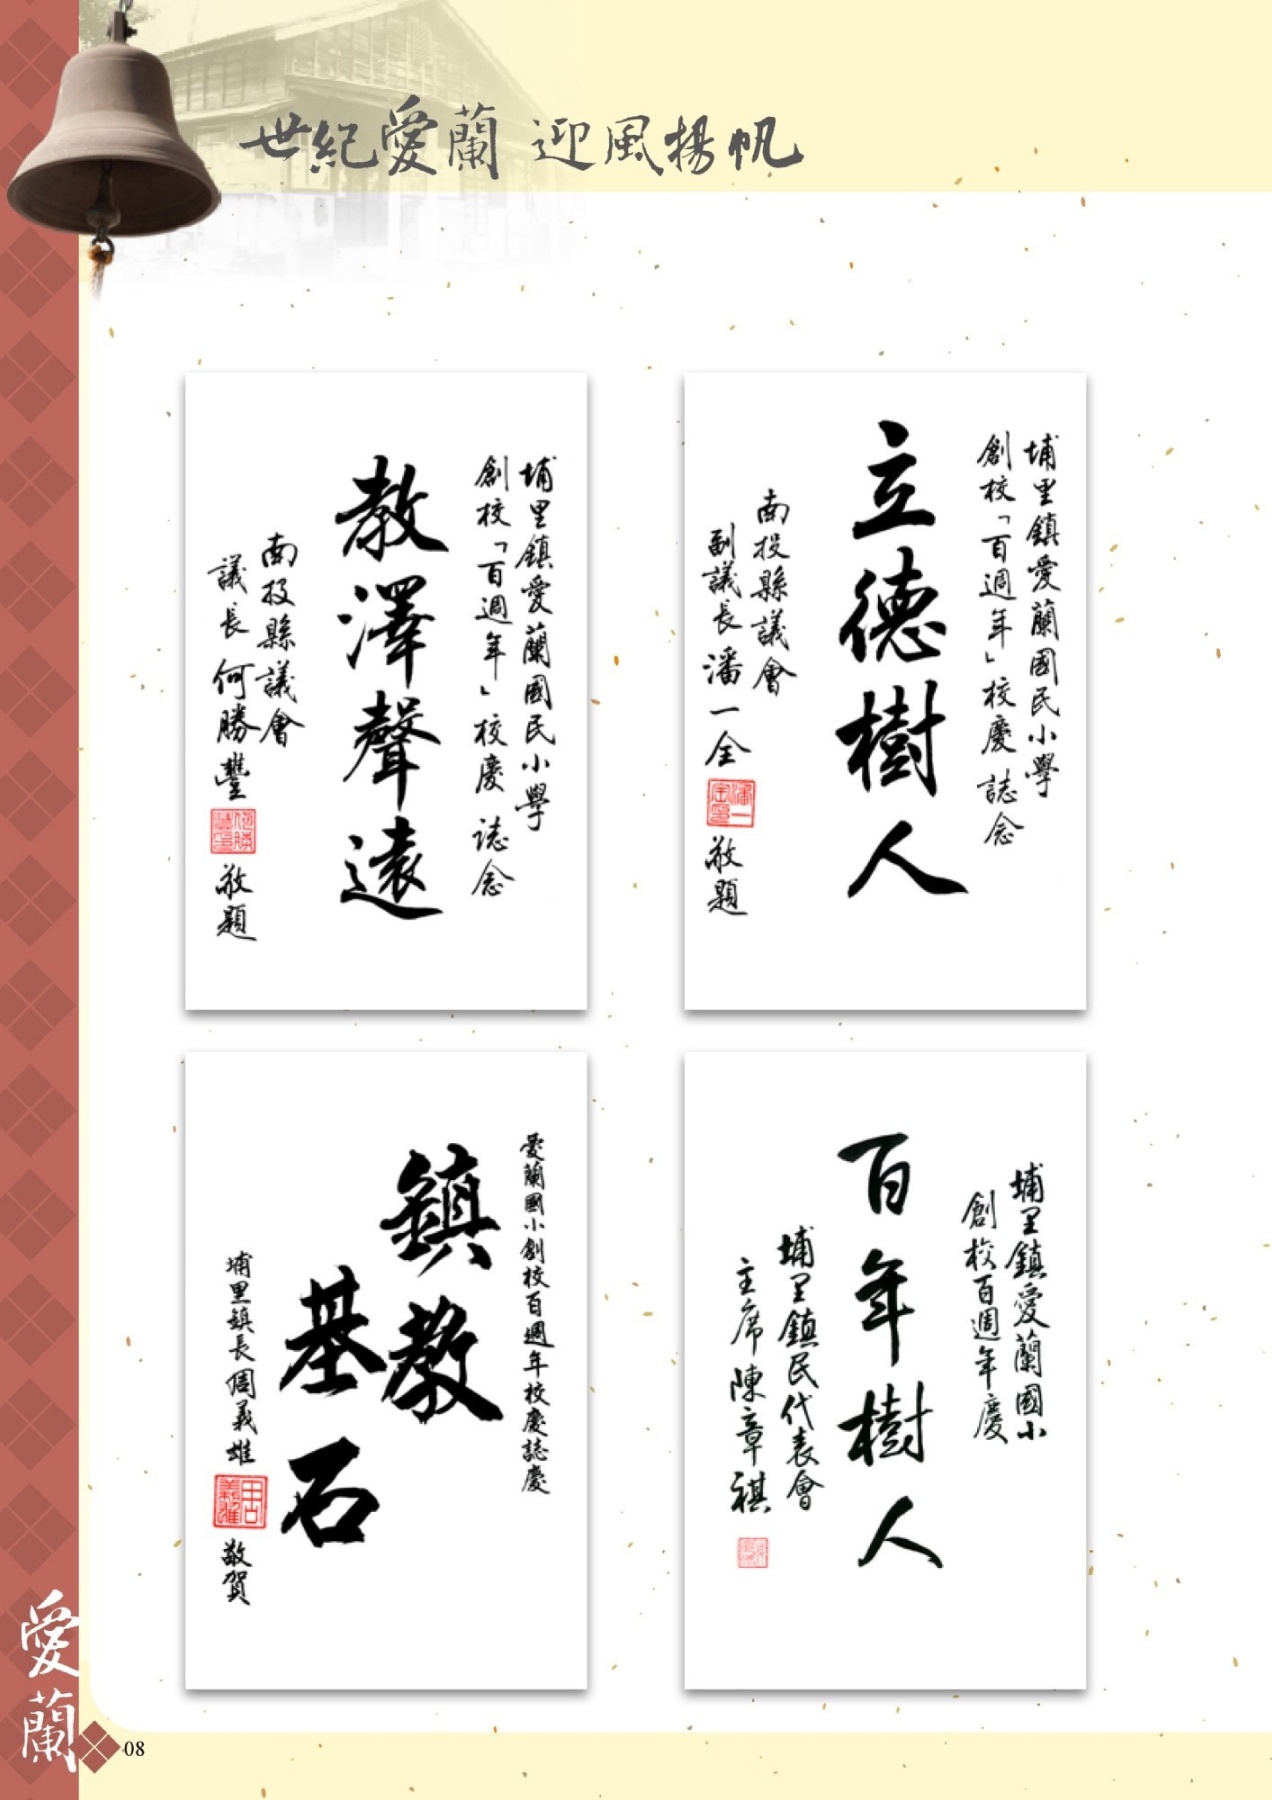 世紀愛蘭 迎風揚帆
埔里鎮愛蘭國民小學
創校「百週年」校慶 誌念
立德樹人
南投縣議會
副議長潘一全
潘一全印
敬題
埔里鎮愛蘭國民小學
創校「百週年」校慶 誌念
教澤聲遠
南投縣議會
議長何勝豐
敬題
埔里鎮愛蘭國小
創校百週年慶
百年樹人
埔里鎮民代表會
主席陳章祺
愛蘭國小創校百週年校慶誌慶
鎮教
基石
埔里鎮長周義雄
周義雄
敬賀
愛蘭
08